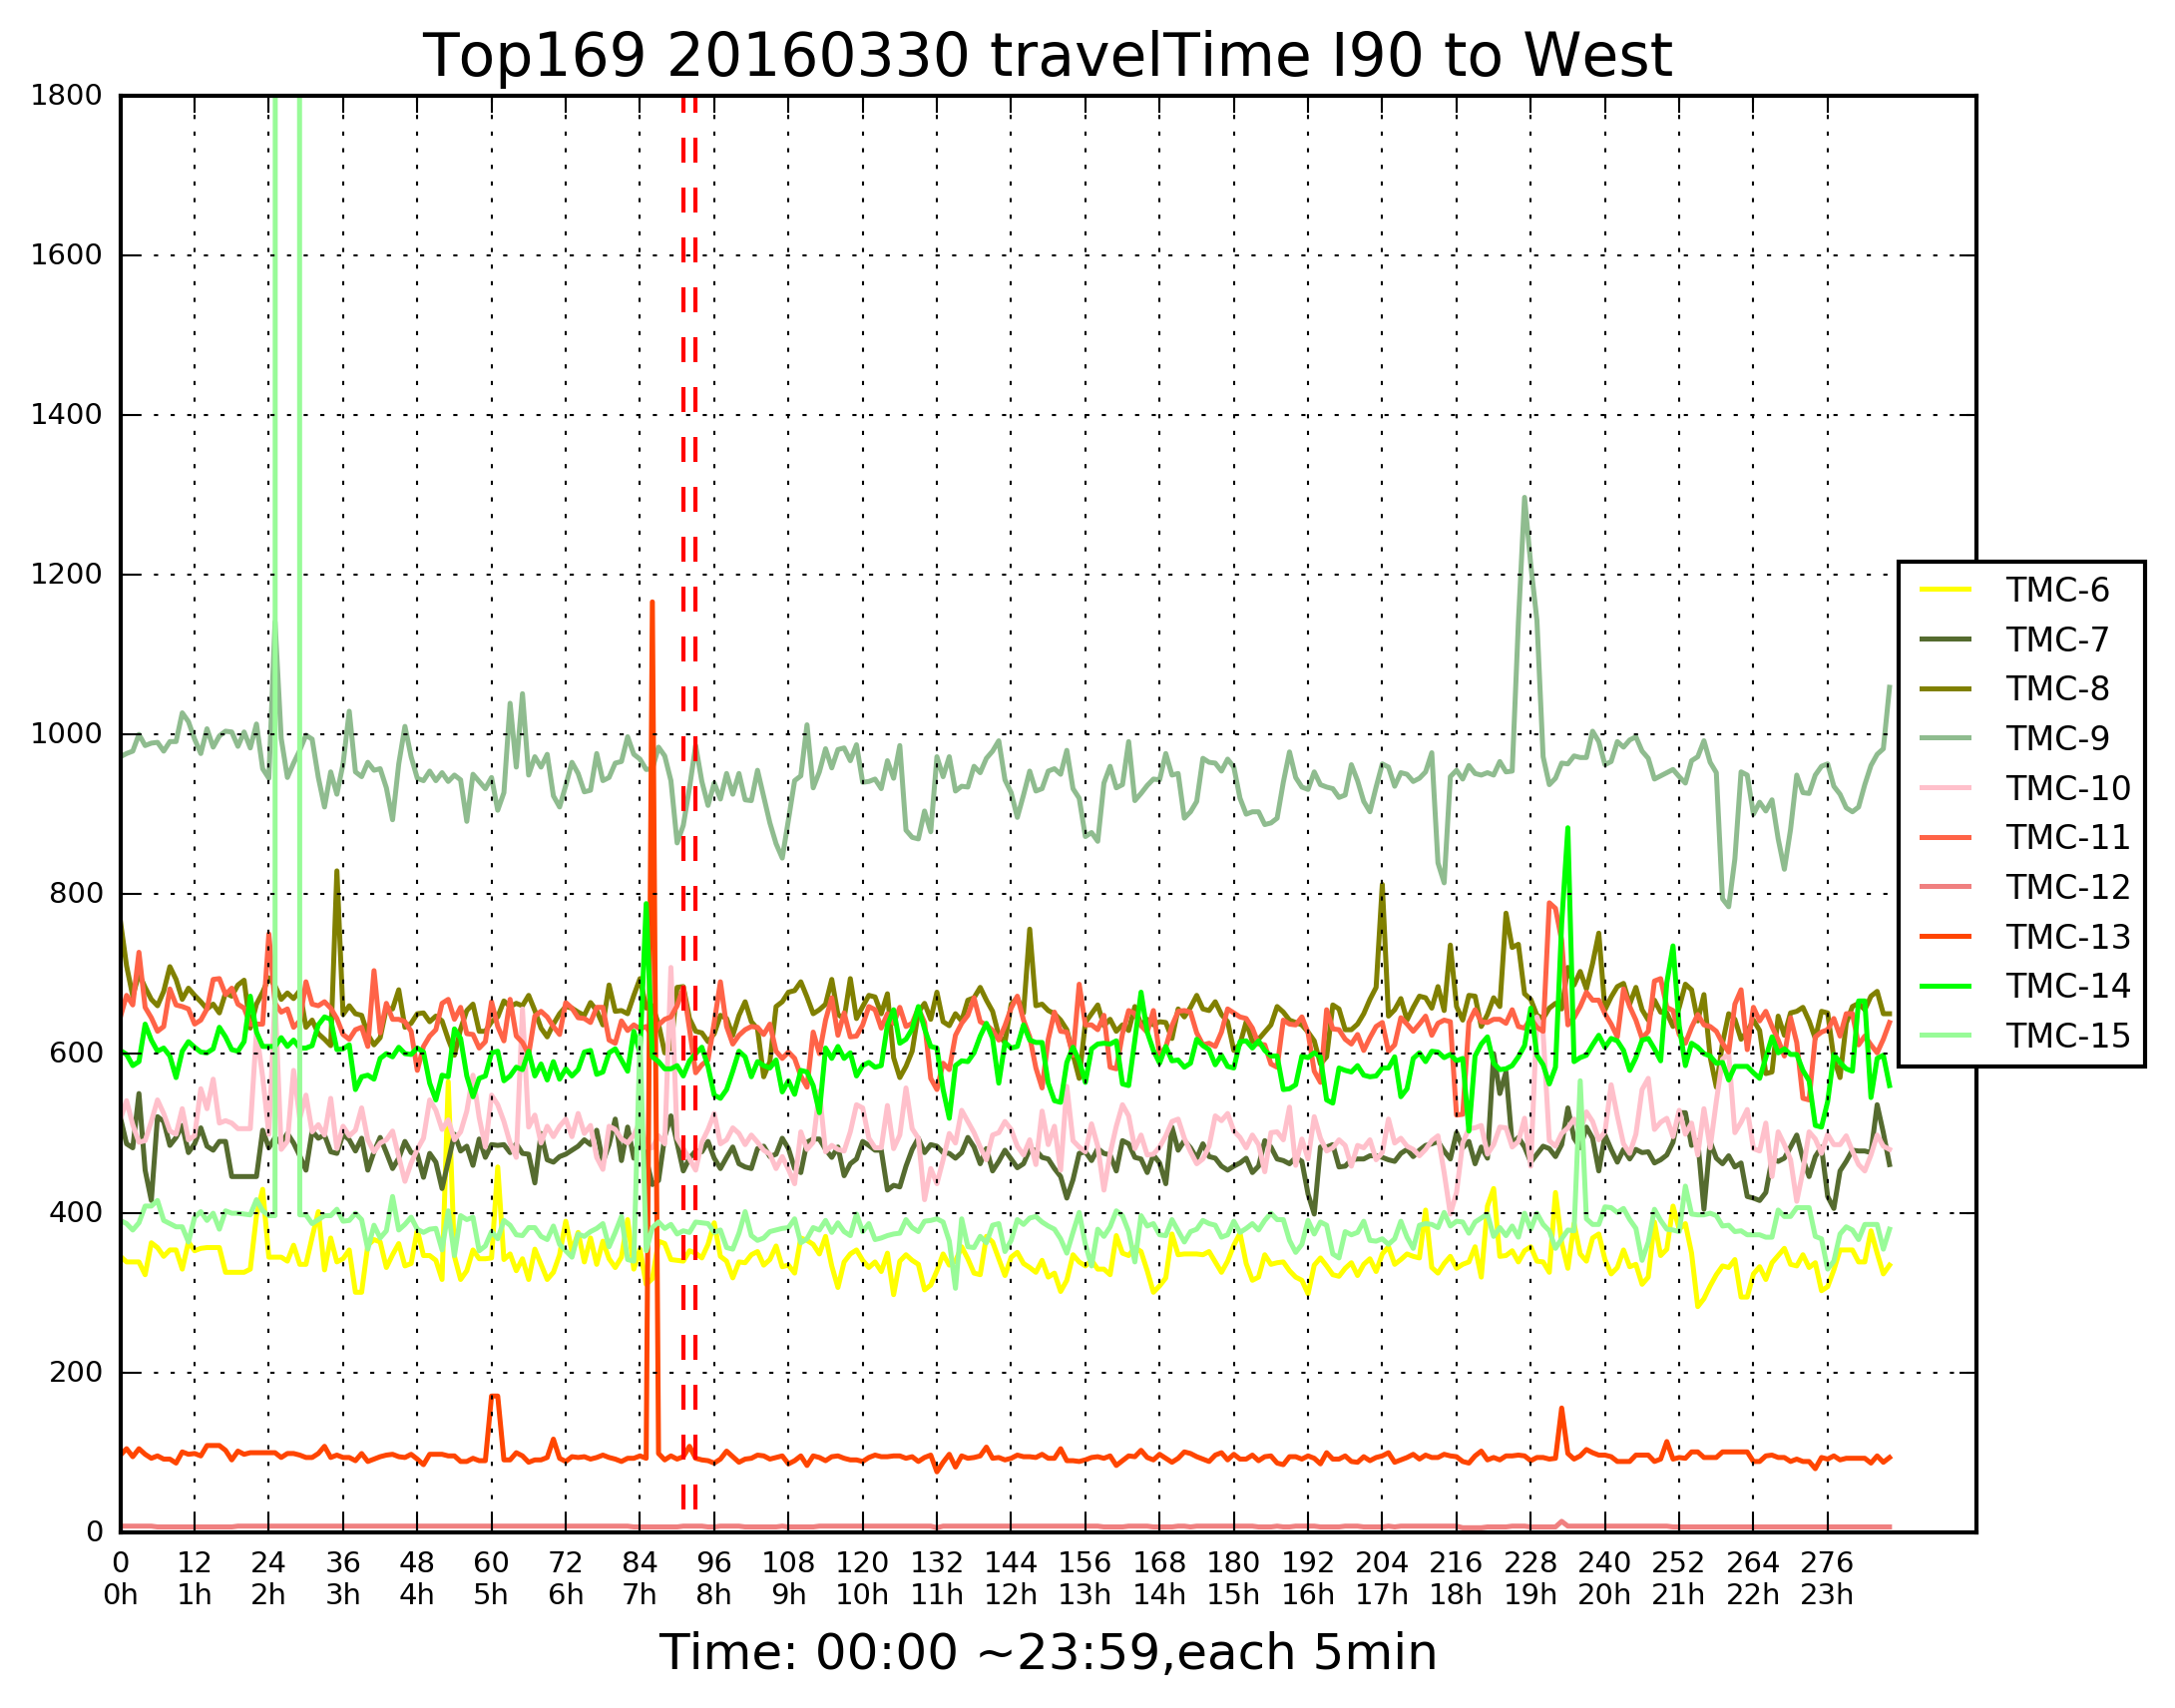 Top169 20160330 travelTime I90 to West
1800
1600
1400
1200
1000
800
600
400
200
0
TMC-6
TMC-7
TMC-8
TMC-9
TMC-10
TMC-11
TMC-12
TMC-13
TMC-14
TMC-15
0 12 24 36 48 60 72 84 96 108 120 132 144 156 168 180 192 204 216 228 240 252 264 276
0h 1h 2h 3h 4h 5h 6h 7h 8h 9h 10h 11h 12h 13h 14h 15h 16h 17h 18h 19h 20h 21h 22h 23h
Time: 00:00 ~23:59,each 5min